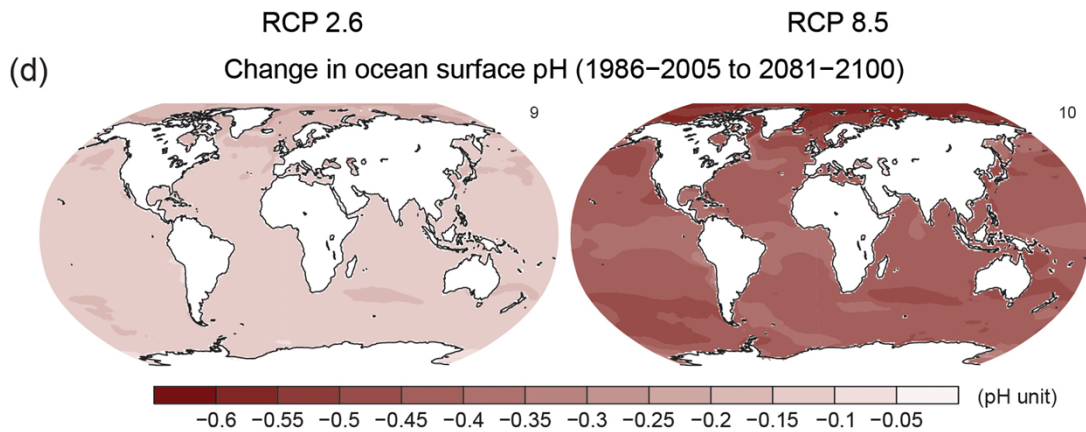 RCP 2.6 RCP 8.5
(d) Change in ocean surface pH (1986−2005 to 2081−2100)
9 10
(pH unit)
−0.6 −0.55 −0.5 −0.45 −0.4 −0.35 −0.3 −0.25 −0.2 −0.15 −0.1 −0.05